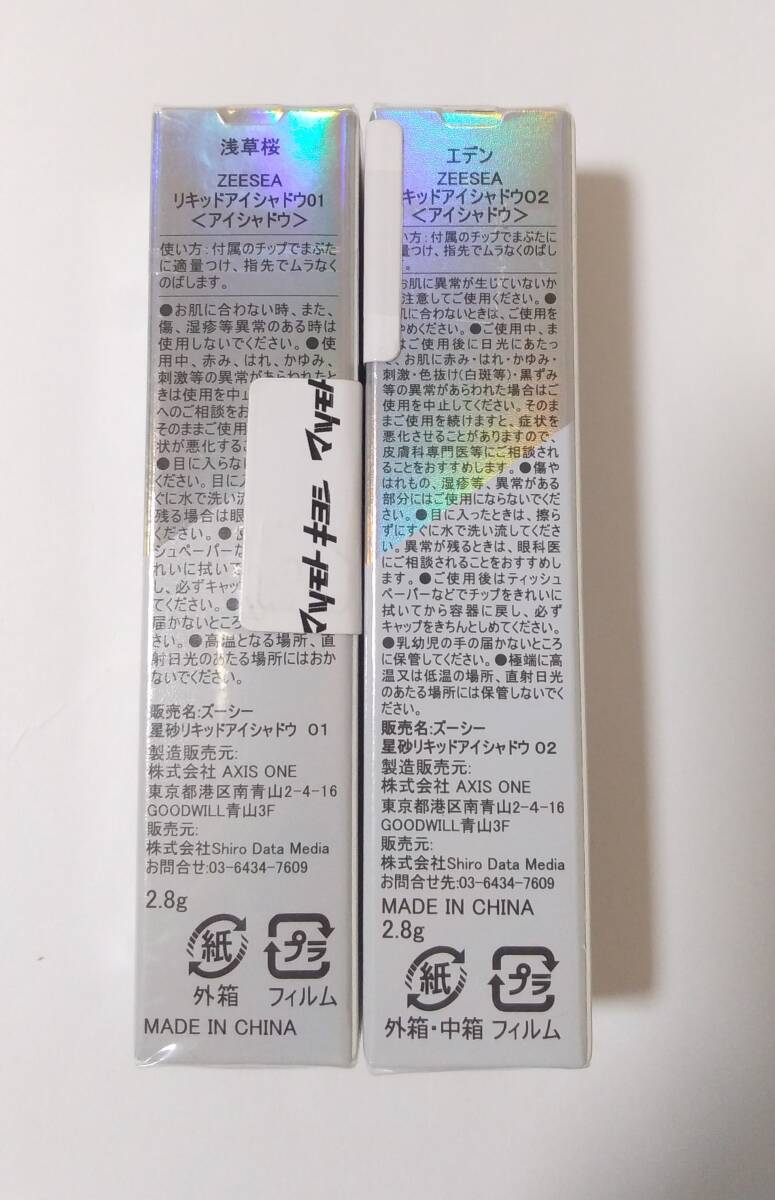 浅草桜
ZEESEA
リキッドアイシャドウ01
＜アイシャドウ＞
使い方:付属のチップでまぶた
に適量つけ、指先でムラなく
のばします。
●お肌に合わない時、また、
傷、湿疹等異常のある時は
使用しないでください。●使
用中、赤み、はれ、かゆみ、
刺激等の異常があらわれたと
きは使用を中止
へのご相談をお
そのままご使用
状が悪化する
●目に入らない
ください。目に入
ぐに水で洗い流
残る場合は眼
ください。●
シュペーパーな
れいに拭いて
し、必ずキャッ
てください。●
届かないところ
さい。●高温となる場所、直
射日光のあたる場所にはおか
ないでください。
販売名:ズーシー
星砂リキッドアイシャドウ 01
製造販売元:
株式会社 AXIS ONE
東京都港区南青山2-4-16
GOODWILL青山3F
販売元:
株式会社Shiro Data Media
お問合せ:03-6434-7609
2.8g
紙
プラ
外箱
フィルム
MADE IN CHINA
エデン
ZEESEA
キッドアイシャドウ02
＜アイシャドウ＞
い方:付属のチップでまぶたに
量つけ、指先でムラなくのばし
。
お肌に異常が生じていないか
注意してご使用ください。●
肌に合わないときは、ご使用を
やめください。●ご使用中、ま
はご使用後に日光にあたっ
、お肌に赤み・はれ・かゆみ・
刺激・色抜け(白斑等)・黒ずみ
等の異常があらわれた場合はご
使用を中止してください。そのま
まご使用を続けますと、症状を
悪化させることがありますので、
皮膚科専門医等にご相談され
ることをおすすめします。●傷や
はれもの、湿疹等、異常がある
部分にはご使用にならないでくだ
さい。●目に入ったときは、擦ら
ずにすぐに水で洗い流してくださ
い。異常が残るときは、眼科医
にご相談されることをおすすめし
ます。●ご使用後はティッシュ
ペーパーなどでチップをきれいに
拭いてから容器に戻し、必ず
キャップをきちんとしめてください。
●乳幼児の手の届かないところ
に保管してください。●極端に高
温又は低温の場所、直射日光
のあたる場所には保管しないでく
ださい。
販売名:ズーシー
星砂リキッドアイシャドウ 02
製造販売元:
株式会社 AXIS ONE
東京都港区南青山2-4-16
GOODWILL青山3F
販売元:
株式会社Shiro Data Media
お問合せ先:03-6434-7609
MADE IN CHINA
2.8g
紙
プラ
外箱・中箱
フィルム